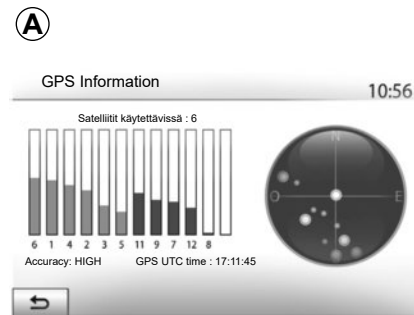 A
GPS Information 10:56
Satelliitit käytettävissä : 6
N
O E
6 1 4 2 3 5 11 9 7 12 8
Accuracy: HIGH GPS UTC time : 17:11:45